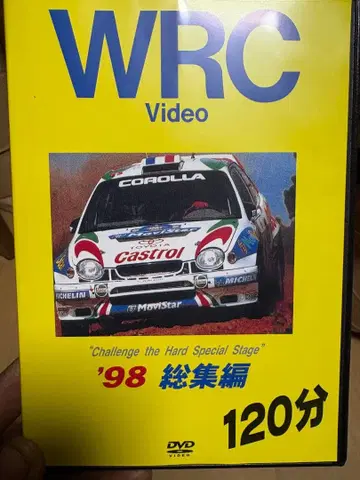 WRC
Video
COROLLA
TOYOTA
Castrol
MICHELIN
MICHELIN
MoviStar
"Challenge the Hard Special Stage"
'98 総集編
120分
DVD
VIDEO